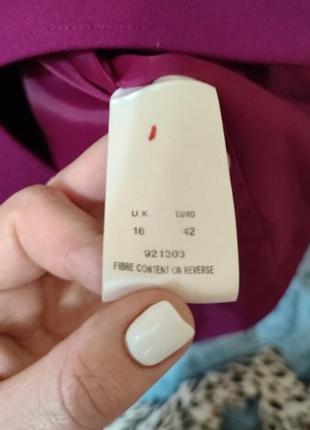 U.K. EURO
16 42
921303
FIBRE CONTENT ON REVERSE